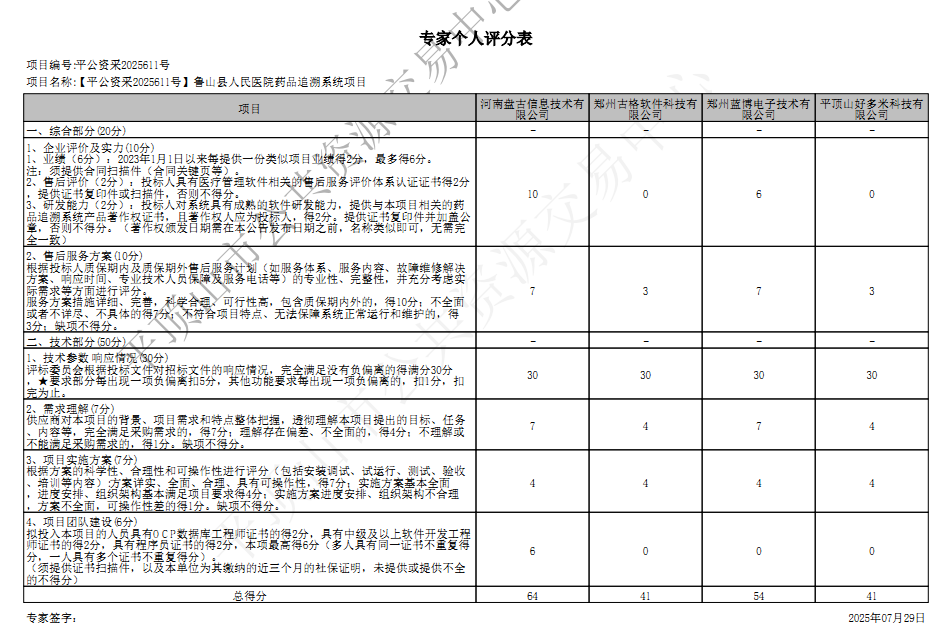 专家个人评分表
项目编号:平公资采2025611号
项目名称:【平公资采2025611号】鲁山县人民医院药品追溯系统项目
项目 河南盘古信息技术有限公司 郑州古格软件科技有限公司 郑州蓝博电子技术有限公司 平顶山好多米科技有限公司
一、综合部分(20分) - - - -
1、企业评价及实力(10分)
1、业绩（6分）：2023年1月1日以来每提供一份类似项目业绩得2分，最多得6分。
注：须提供合同扫描件（合同关键页等）。
2、售后评价（2分）：投标人具有医疗管理软件相关的售后服务评价体系认证证书得2分
，提供证书复印件或扫描件，否则不得分。
3、研发能力（2分）：投标人对系统具有成熟的软件研发能力，提供与本项目相关的药
品追溯系统产品著作权证书，且著作权人应为投标人，得2分。提供证书复印件并加盖公
章，否则不得分。（著作权颁发日期需在本公告发布日期之前，名称类似即可，无需完
全一致）
10 0 6 0
2、售后服务方案(10分)
根据投标人质保期内及质保期外售后服务计划（如服务体系、服务内容、故障维修解决
方案、响应时间、专业技术人员保障及服务电话等）的专业性、完整性，并充分考虑实
际需求等方面进行评分。
服务方案措施详细、完善，科学合理、可行性高，包含质保期内外的，得10分；不全面
或者不详尽、不具体的得7分；不符合项目特点、无法保障系统正常运行和维护的，得
3分；缺项不得分。
7 3 7 3
二、技术部分(50分) - - - -
1、技术参数 响应情况(30分)
评标委员会根据投标文件对招标文件的响应情况，完全满足没有负偏离的得满分30分
，★要求部分每出现一项负偏离扣5分，其他功能要求每出现一项负偏离的，扣1分，扣
完为止。
30 30 30 30
2、需求理解(7分)
供应商对本项目的背景、项目需求和特点整体把握，透彻理解本项目提出的目标、任务
、内容等，完全满足采购需求的，得7分；理解存在偏差、不全面的，得4分；不理解或
不能满足采购需求的，得1分。缺项不得分。
7 4 7 4
3、项目实施方案(7分)
根据方案的科学性、合理性和可操作性进行评分（包括安装调试、试运行、测试、验收
、培训等内容）:方案详实、全面、合理、具有可操作性，得7分；实施方案基本全面
，进度安排、组织架构基本满足项目要求得4分；实施方案进度安排、组织架构不合理
，方案不全面，可操作性差的得1分。缺项不得分。
4 4 4 4
4、项目团队建设(6分)
拟投入本项目的人员具有OCP数据库工程师证书的得2分，具有中级及以上软件开发工程
师证书的得2分，具有程序员证书的得2分，本项最高得6分（多人具有同一证书不重复得
分，一人具有多个证书不重复得分）。
(须提供证书扫描件，以及本单位为其缴纳的近三个月的社保证明，未提供或提供不全
的不得分）
6 0 0 0
总得分 64 41 54 41
专家签字： 2025年07月29日
平顶山市公共资源交易中心
平顶山市公共资源交易中心